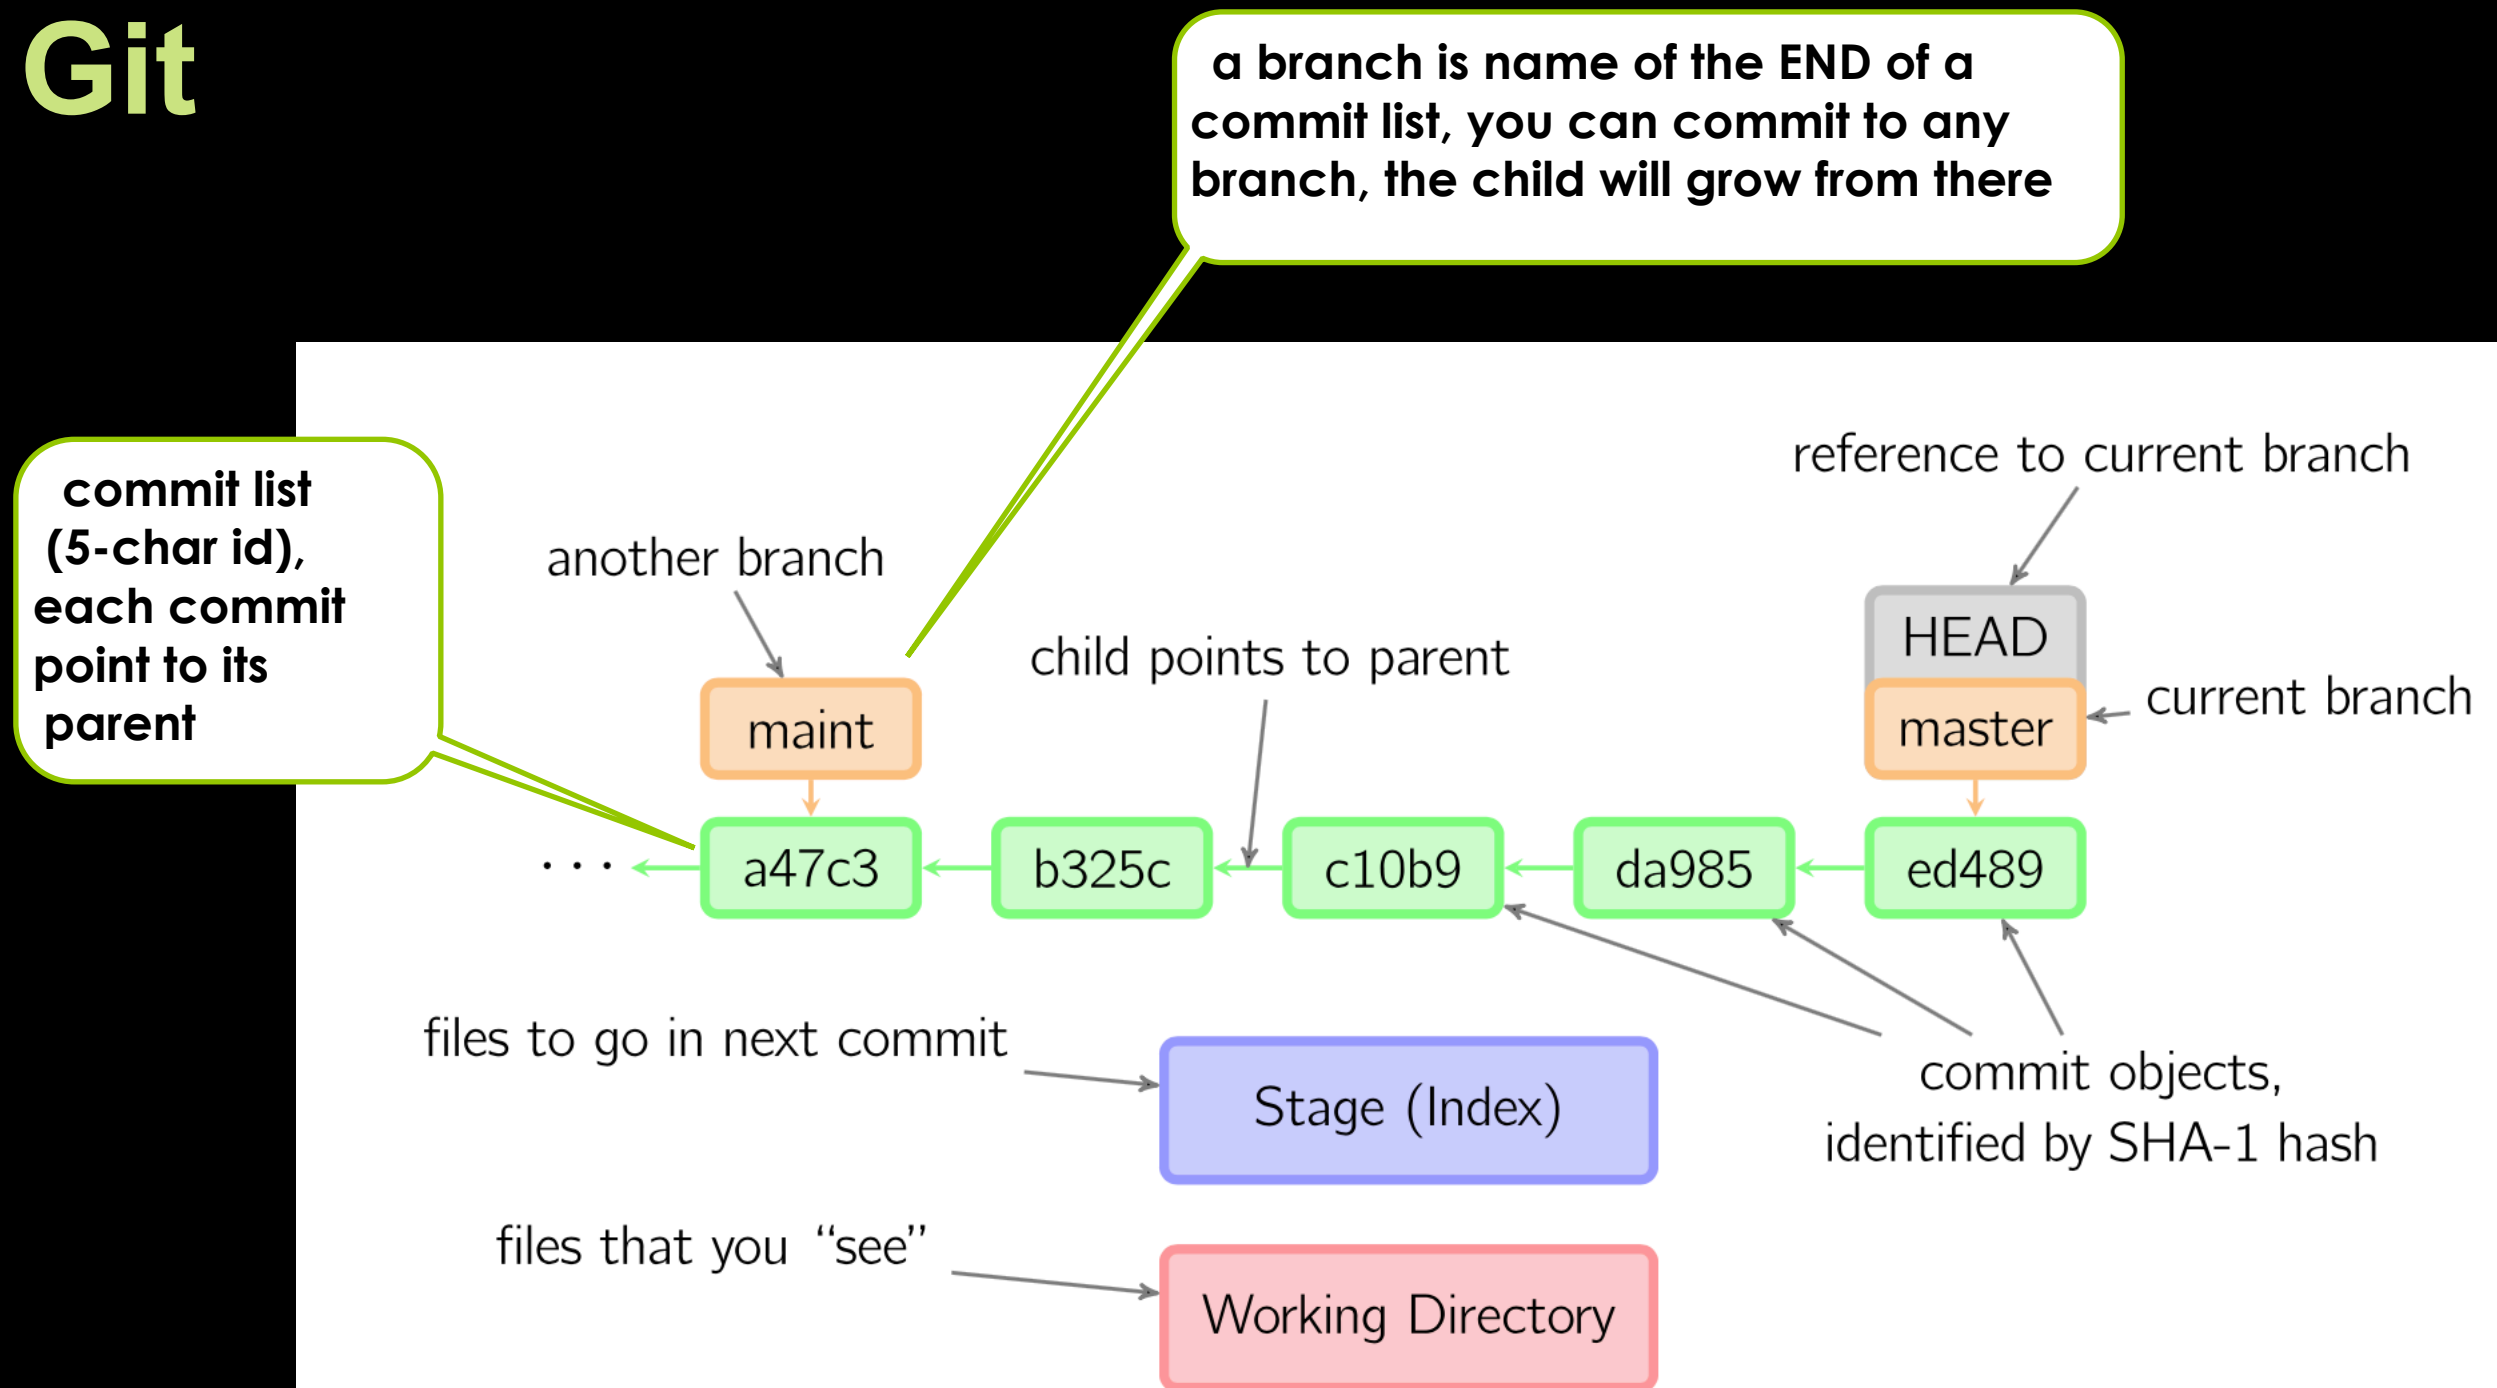 Git
a branch is name of the END of a
commit list, you can commit to any
branch, the child will grow from there
commit list
(5-char id),
each commit
point to its
parent
reference to current branch
another branch
child points to parent
HEAD
maint
master
current branch
...
a47c3
b325c
c10b9
da985
ed489
files to go in next commit
Stage (Index)
commit objects,
identified by SHA-1 hash
files that you “see”
Working Directory